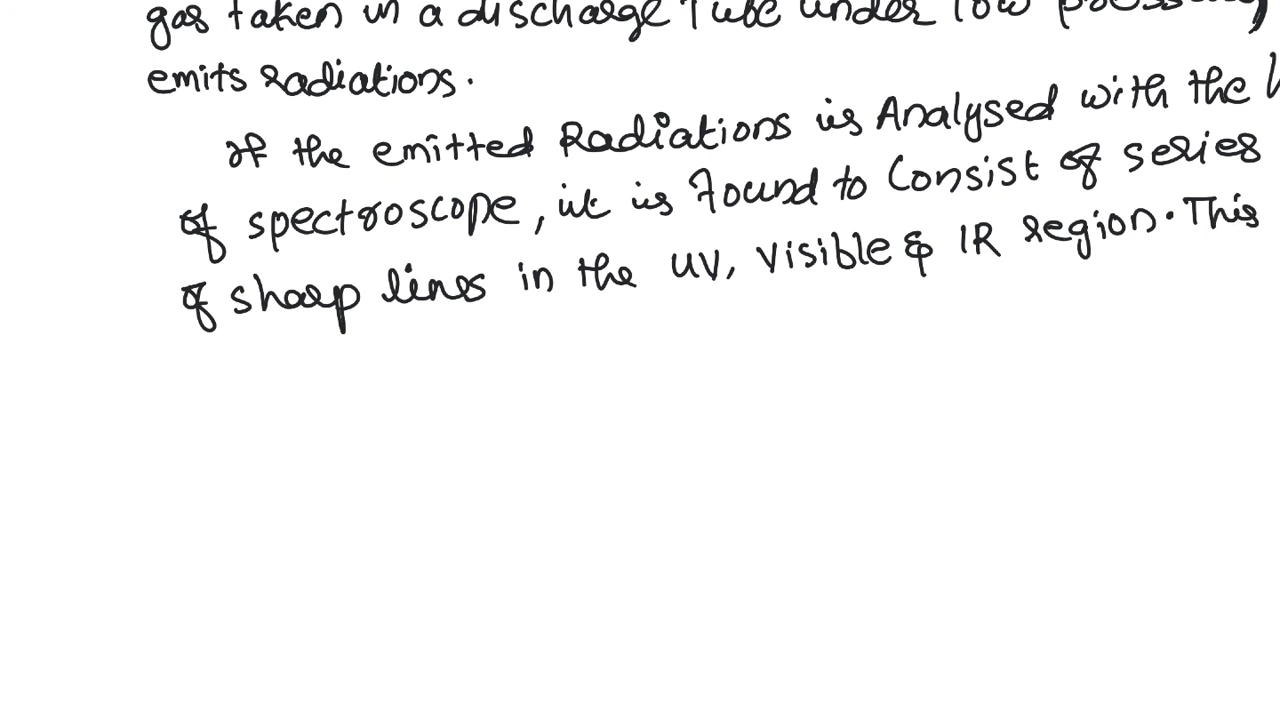 gas taken in a discharge Tube under low pressure,
emits Radiations.
If the emitted Radiations is Analysed with the
of spectroscope, it is Found to Consist of series
of sharp lines in the UV, Visible & IR region. This